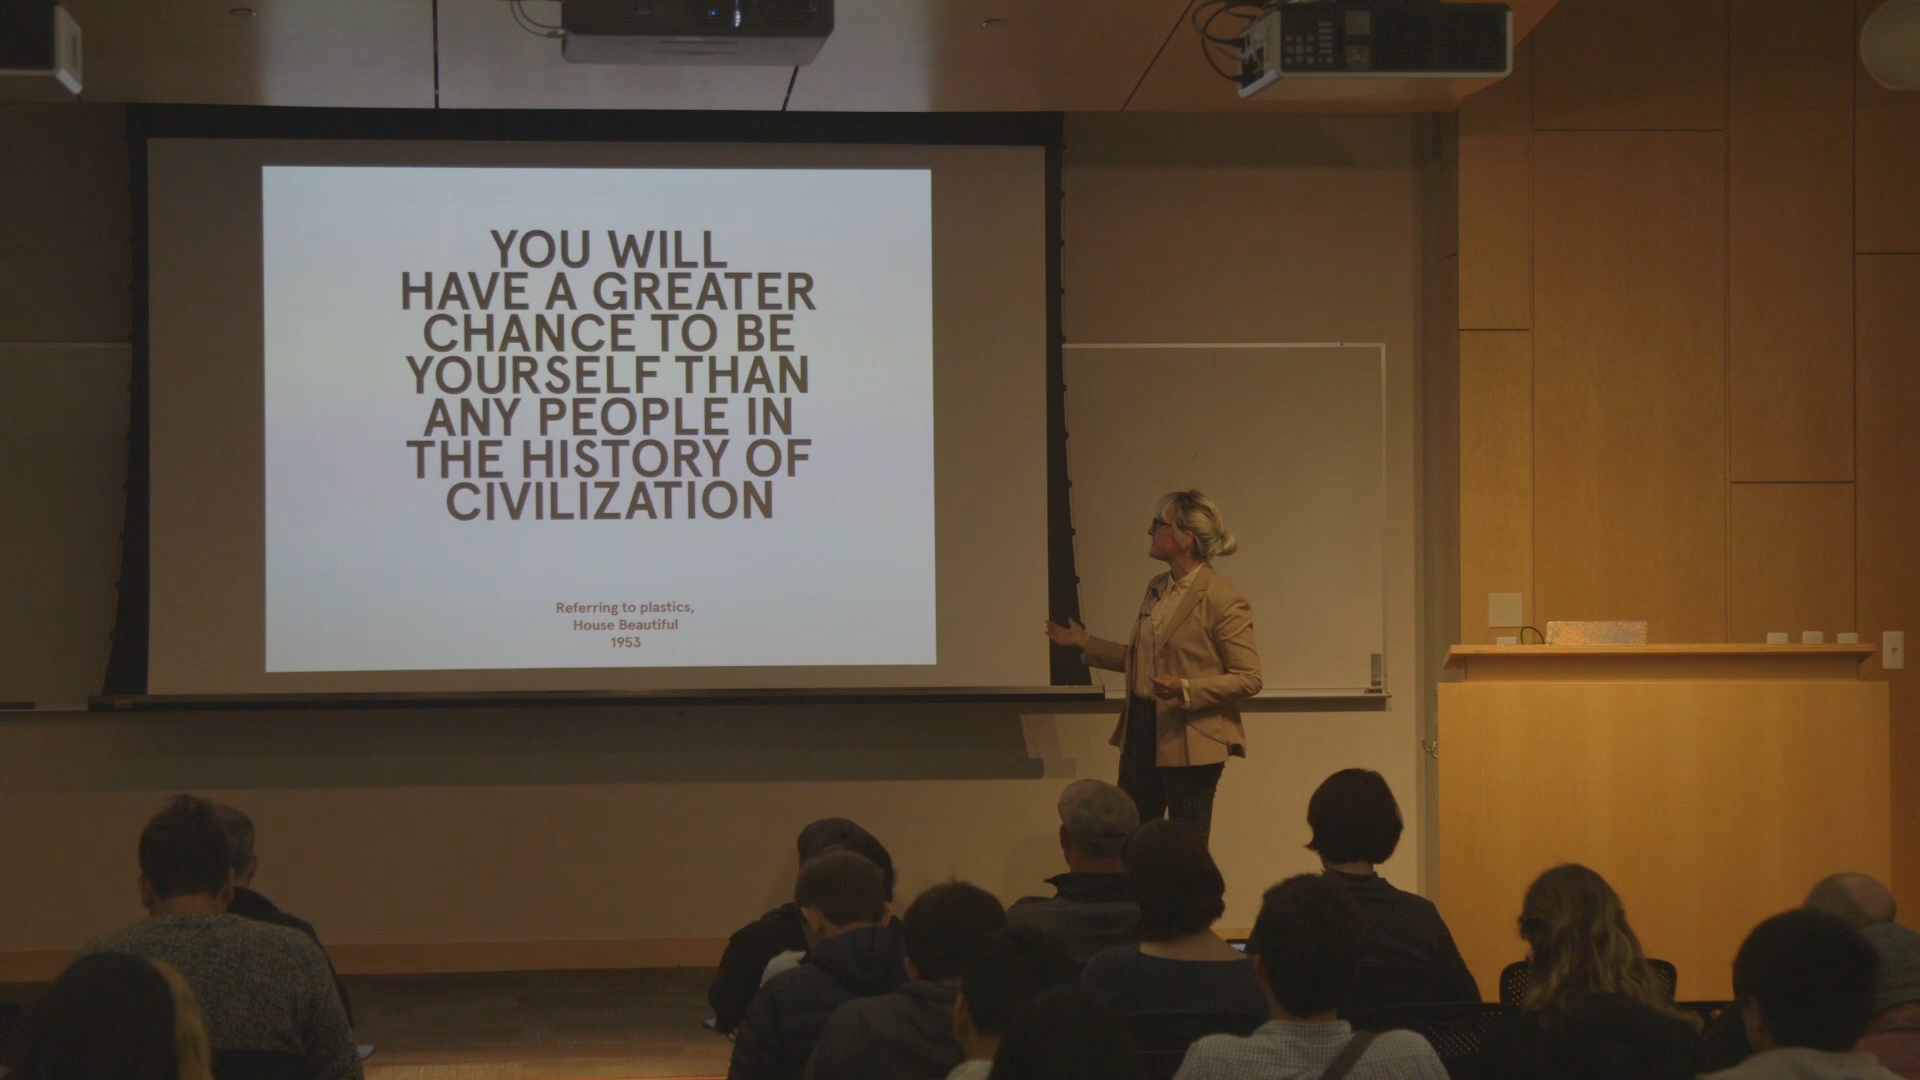 YOU WILL
HAVE A GREATER
CHANCE TO BE
YOURSELF THAN
ANY PEOPLE IN
THE HISTORY OF
CIVILIZATION
Referring to plastics,
House Beautiful
1953